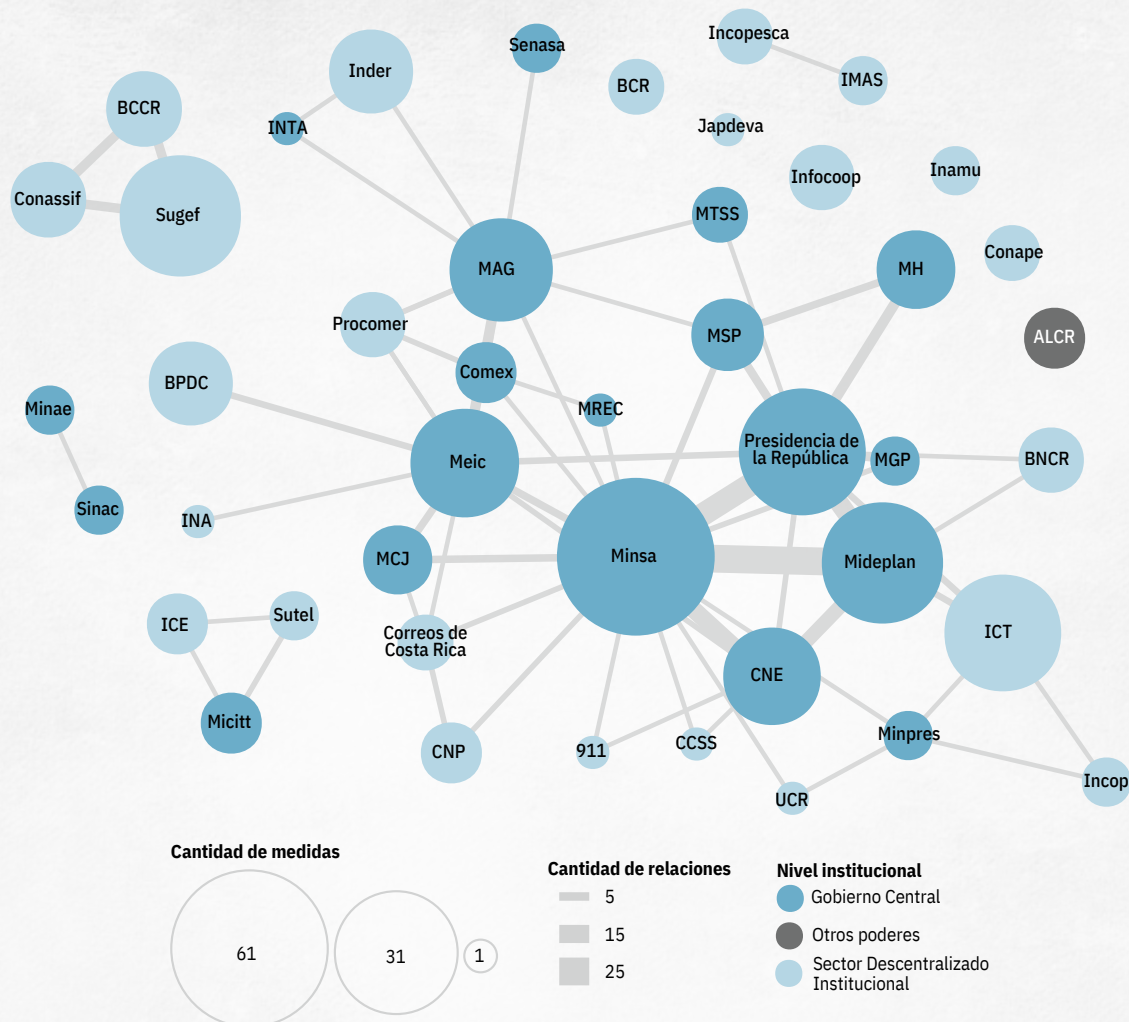 Senasa
Incopesca
Inder
BCR
IMAS
BCCR
INTA
Japdeva
Conassif
Sugef
Infocoop
Inamu
MTSS
Conape
MAG
MH
Procomer
MSP
ALCR
Comex
BPDC
Minae
MREC
Presidencia de
la República
MGP
BNCR
Meic
Sinac
INA
MCJ
Minsa
Mideplan
ICE
Sutel
Correos de
Costa Rica
ICT
CNE
Micitt
CNP
911
CCSS
Minpres
UCR
Incop
Cantidad de medidas
61
31
1
Cantidad de relaciones
5
15
25
Nivel institucional
Gobierno Central
Otros poderes
Sector Descentralizado
Institucional